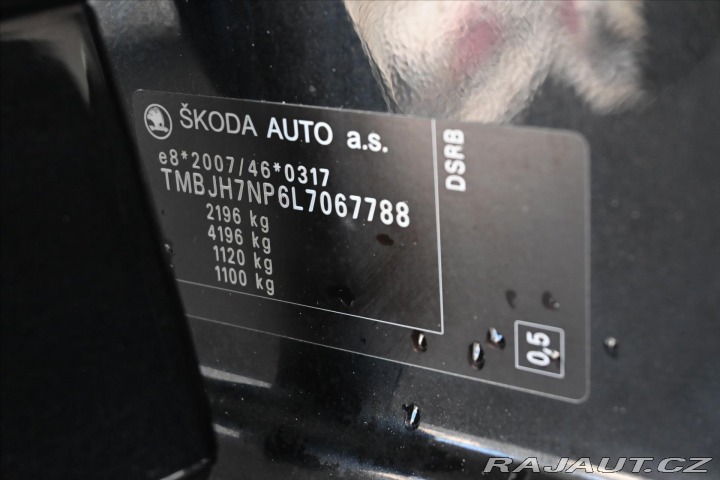 ŠKODA AUTO a.s.
e8*2007/46*0317
TMBJH7NP6L7067788
2196 kg
4196 kg
1120 kg
1100 kg
DSRB
0,5
RAJAUT.CZ